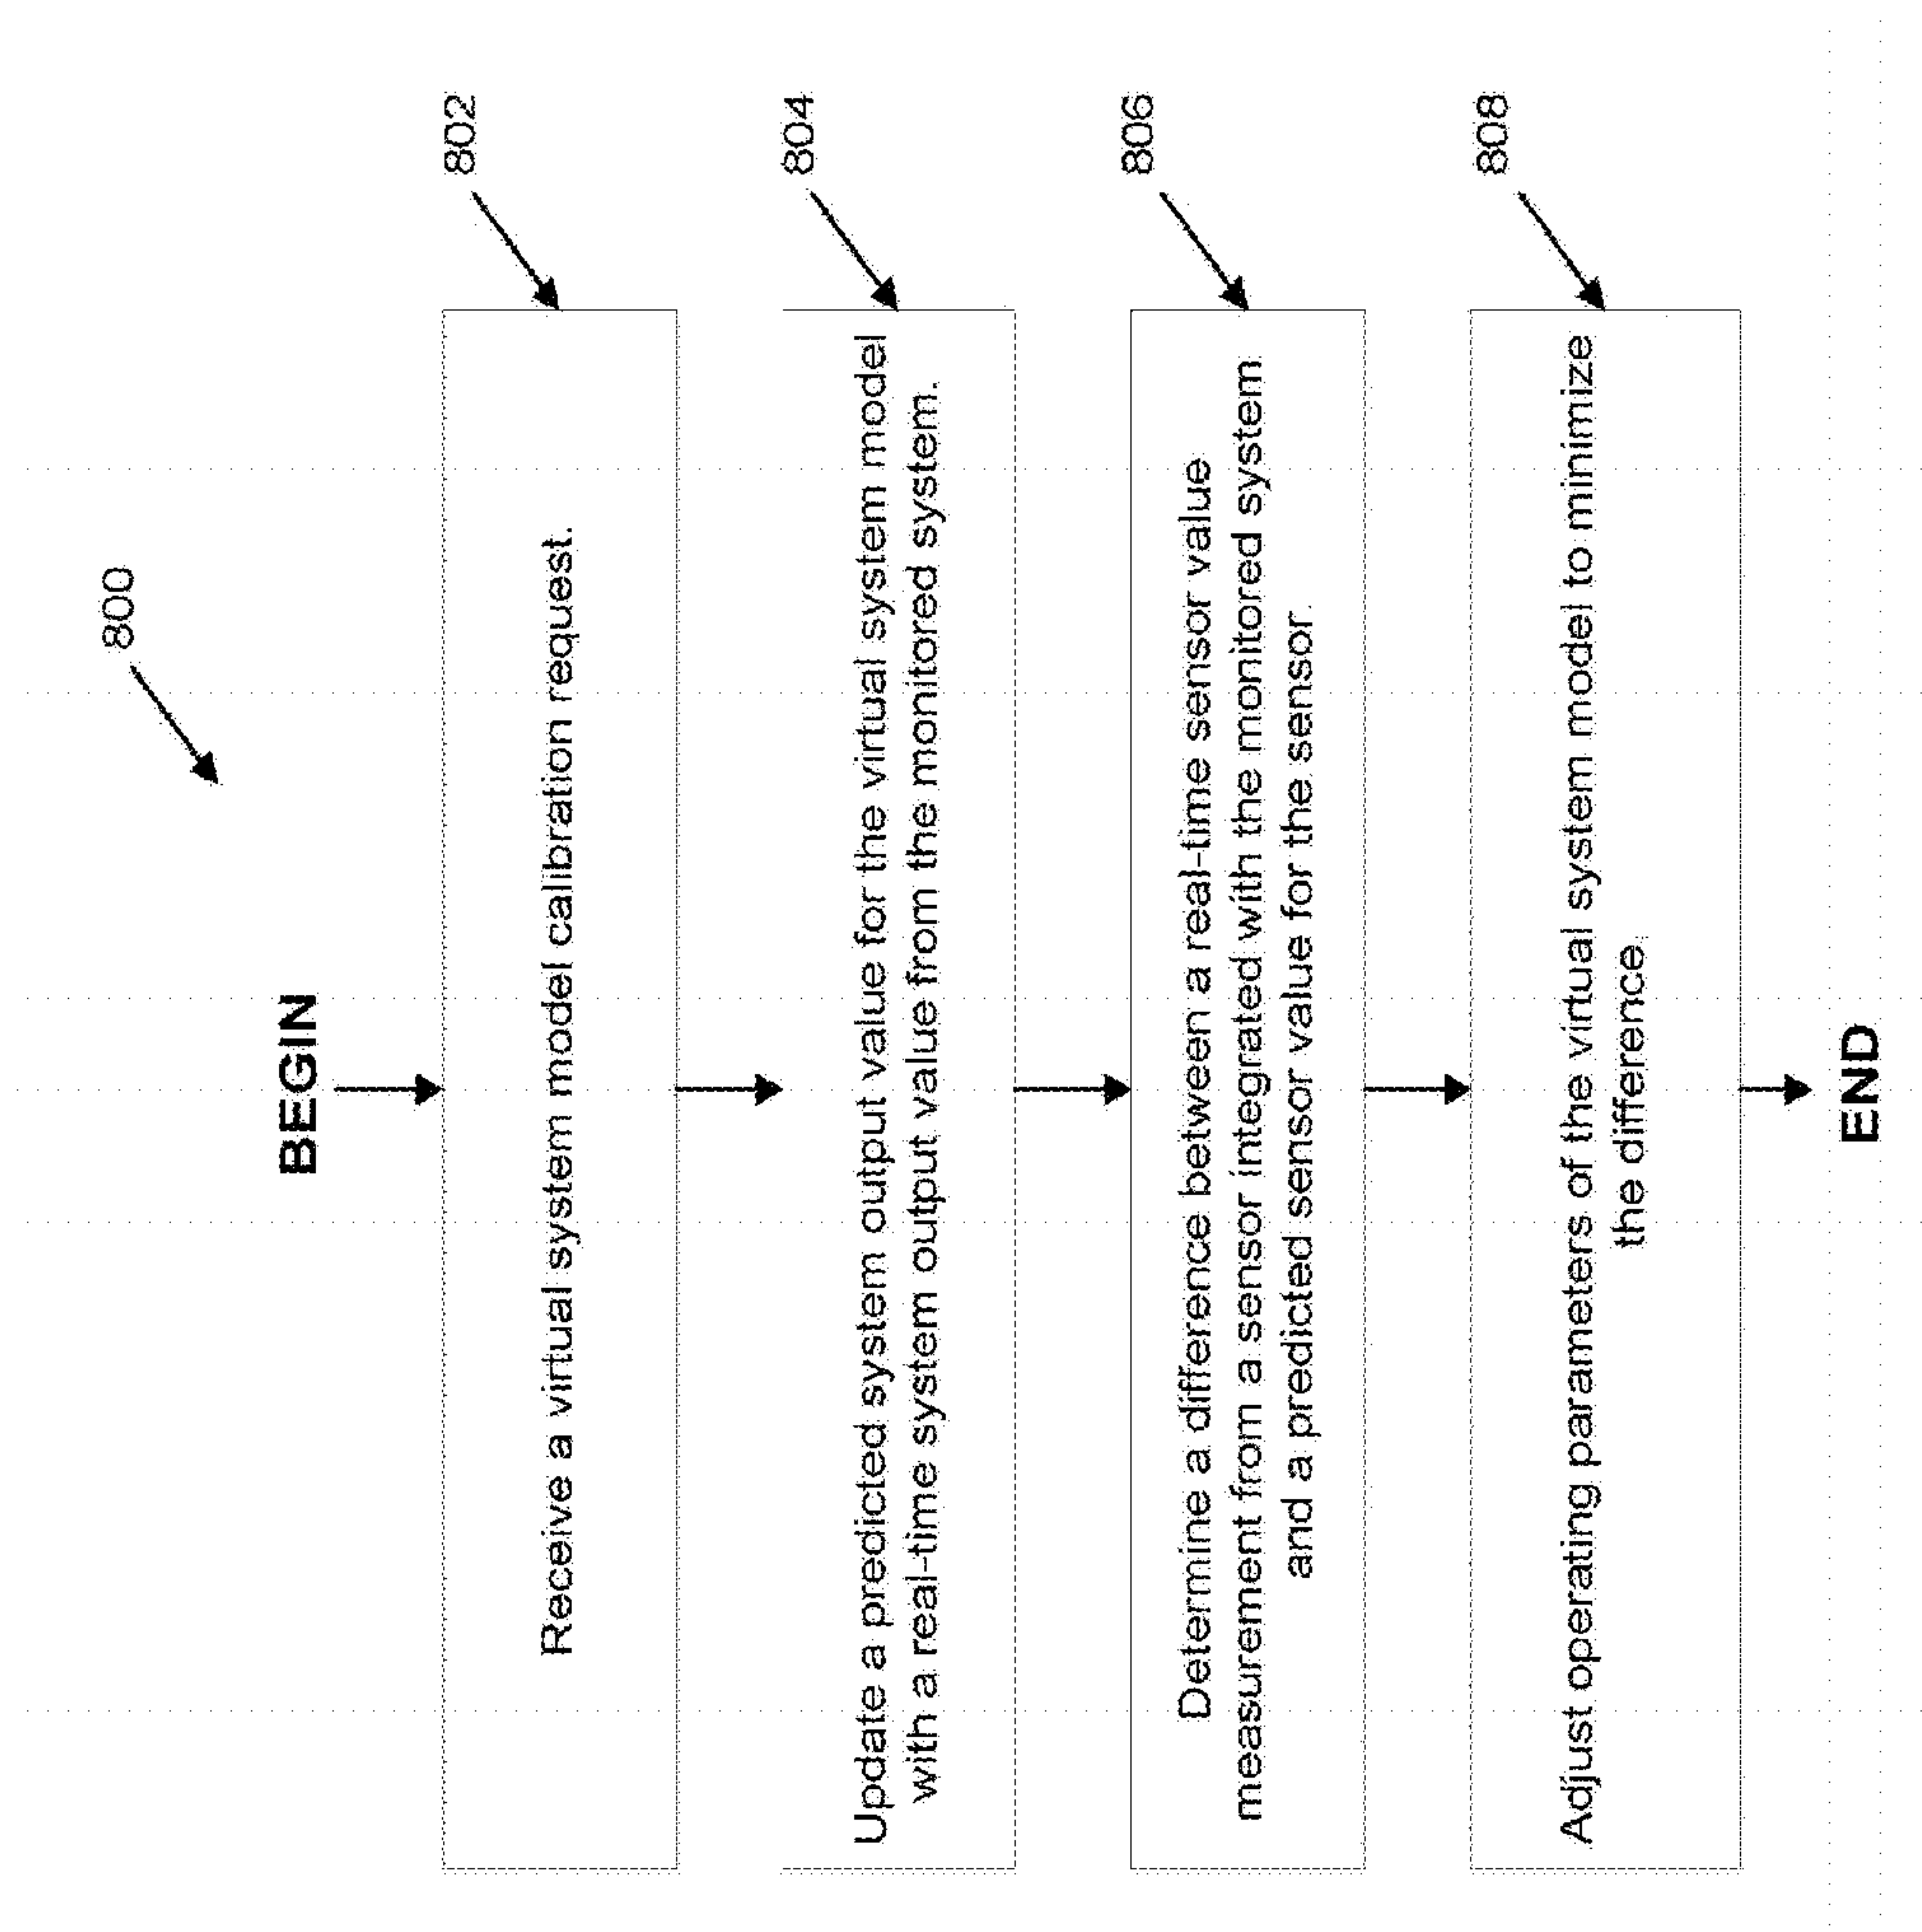 800
BEGIN
802
Receive a virtual system model calibration request.
804
Update a predicted system output value for the virtual system model
with a real-time system output value from the monitored system.
806
Determine a difference between a real-time sensor value
measurement from a sensor integrated with the monitored system
and a predicted sensor value for the sensor.
808
Adjust operating parameters of the virtual system model to minimize
the difference.
END